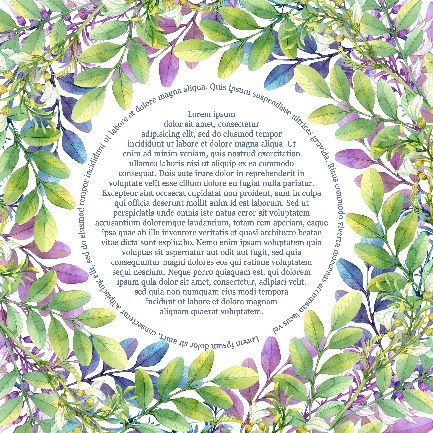 Lorem ipsum dolor sit amet, consectetur adipiscing elit, sed do eiusmod tempor incididunt ut labore et dolore magna aliqua. Quis ipsum suspendisse ultrices gravida. Risus commodo viverra maecenas accumsan lacus vel
Lorem ipsum
dolor sit amet, consectetur
adipiscing elit, sed do eiusmod tempor
incididunt ut labore et dolore magna aliqua. Ut
enim ad minim veniam, quis nostrud exercitation
ullamco laboris nisi ut aliquip ex ea commodo
consequat. Duis aute irure dolor in reprehenderit in
voluptate velit esse cillum dolore eu fugiat nulla pariatur.
Excepteur sint occaecat cupidatat non proident, sunt in culpa
qui officia deserunt mollit anim id est laborum. Sed ut
perspiciatis unde omnis iste natus error sit voluptatem
accusantium doloremque laudantium, totam rem aperiam, eaque
ipsa quae ab illo inventore veritatis et quasi architecto beatae
vitae dicta sunt explicabo. Nemo enim ipsam voluptatem quia
voluptas sit aspernatur aut odit aut fugit, sed quia
consequuntur magni dolores eos qui ratione voluptatem
sequi nesciunt. Neque porro quisquam est, qui dolorem
ipsum quia dolor sit amet, consectetur, adipisci velit,
sed quia non numquam eius modi tempora
incidunt ut labore et dolore magnam
aliquam quaerat voluptatem.